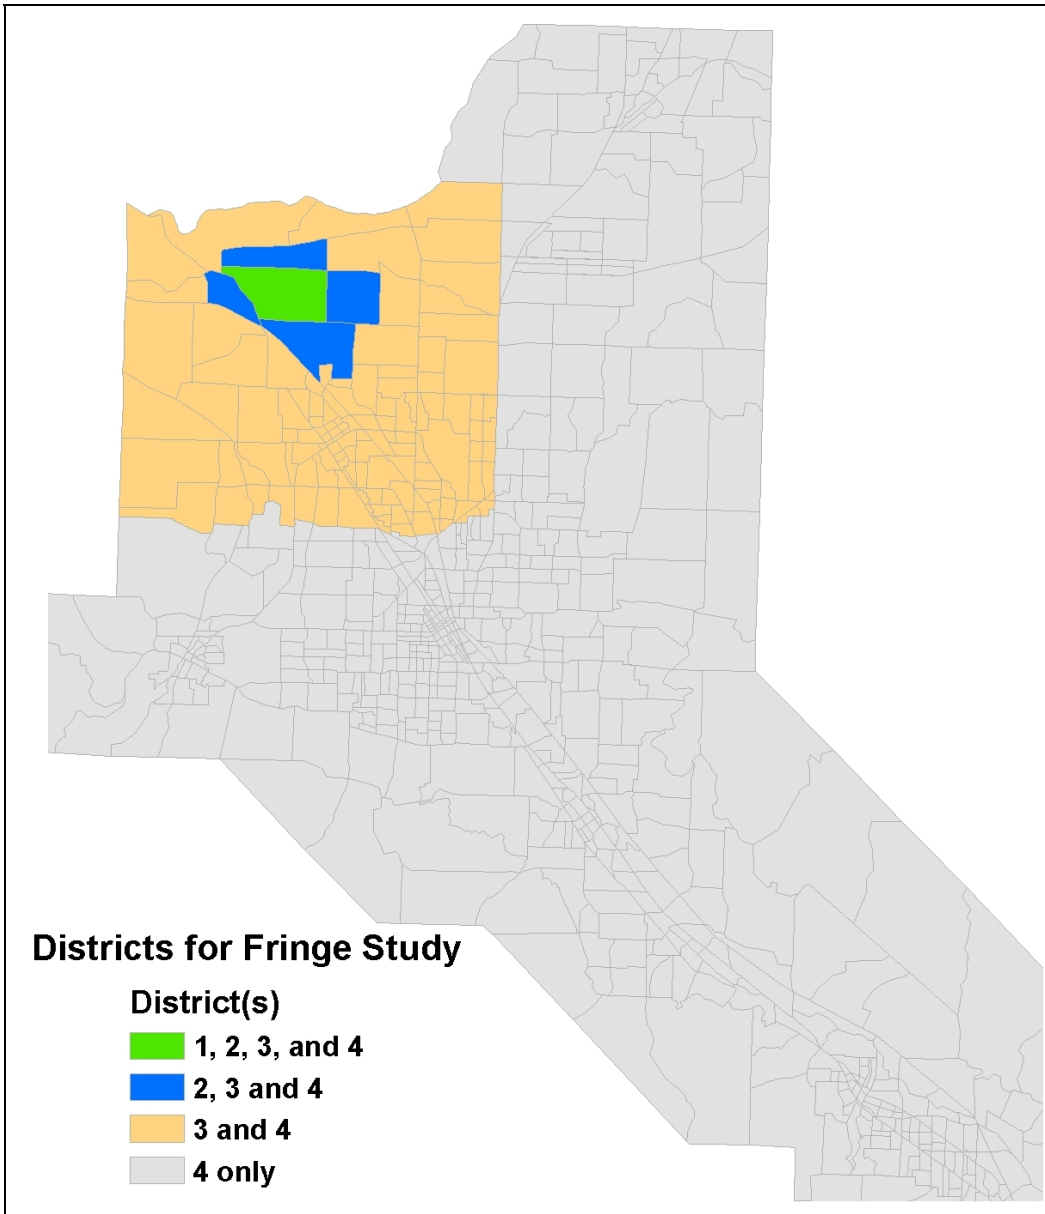 Districts for Fringe Study
District(s)
1, 2, 3, and 4
2, 3 and 4
3 and 4
4 only